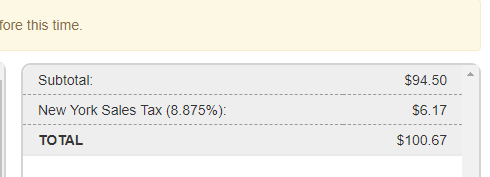 fore this time.
Subtotal: $94.50
New York Sales Tax (8.875%): $6.17
TOTAL $100.67